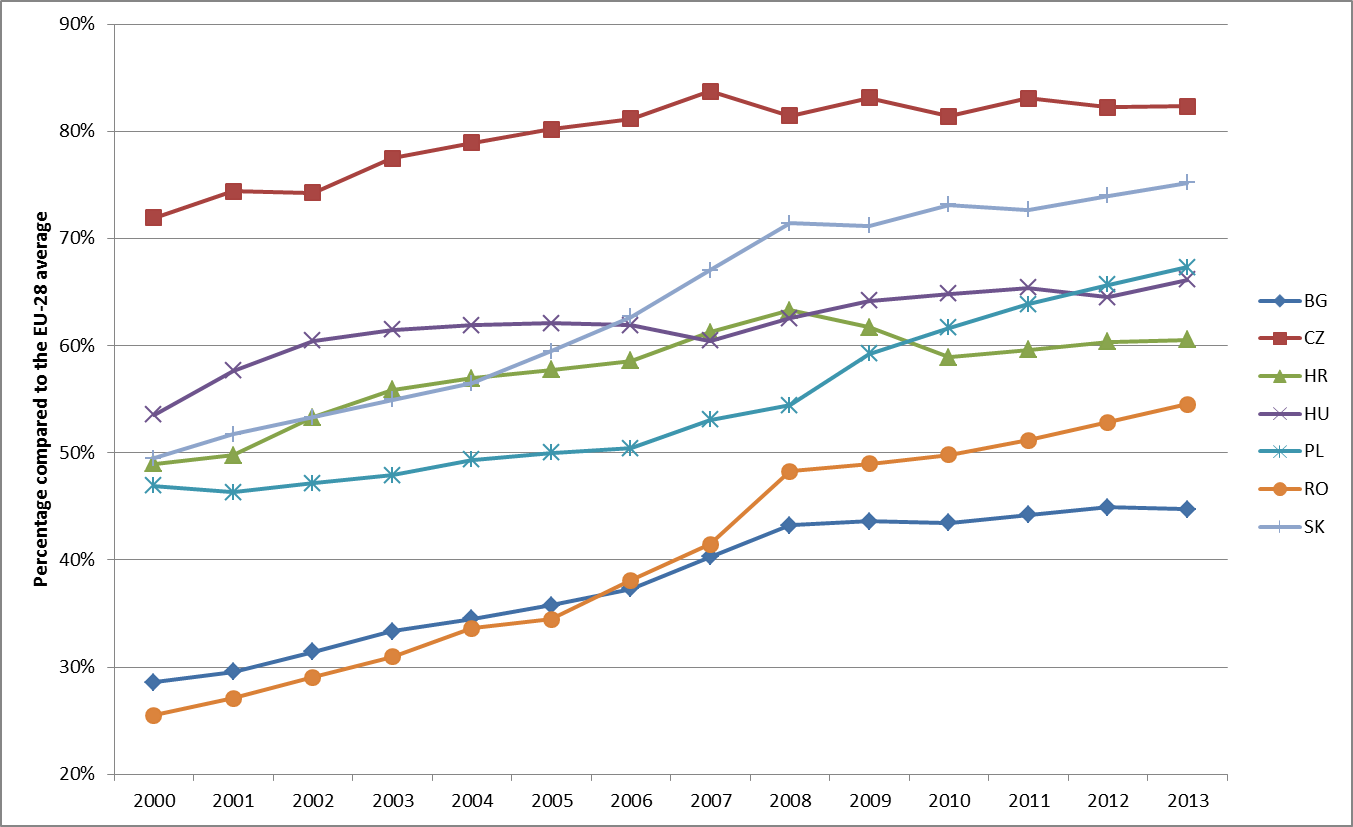 90%
80%
70%
60%
50%
40%
30%
20%
Percentage compared to the EU-28 average
2000 2001 2002 2003 2004 2005 2006 2007 2008 2009 2010 2011 2012 2013
BG
CZ
HR
HU
PL
RO
SK